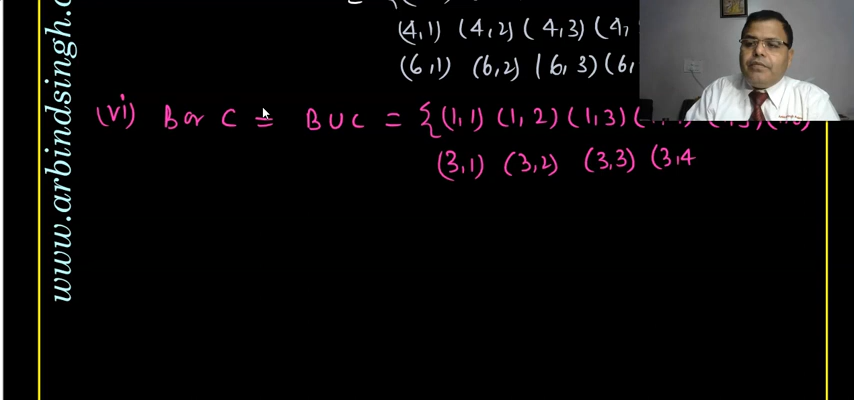 (4,1) (4,2) (4,3) (4,
(6,1) (6,2) (6,3) (6,
(vi) B or C = B ∪ C = {(1,1) (1,2) (1,3) (
(3,1) (3,2) (3,3) (3,4
www.arbindsingh.